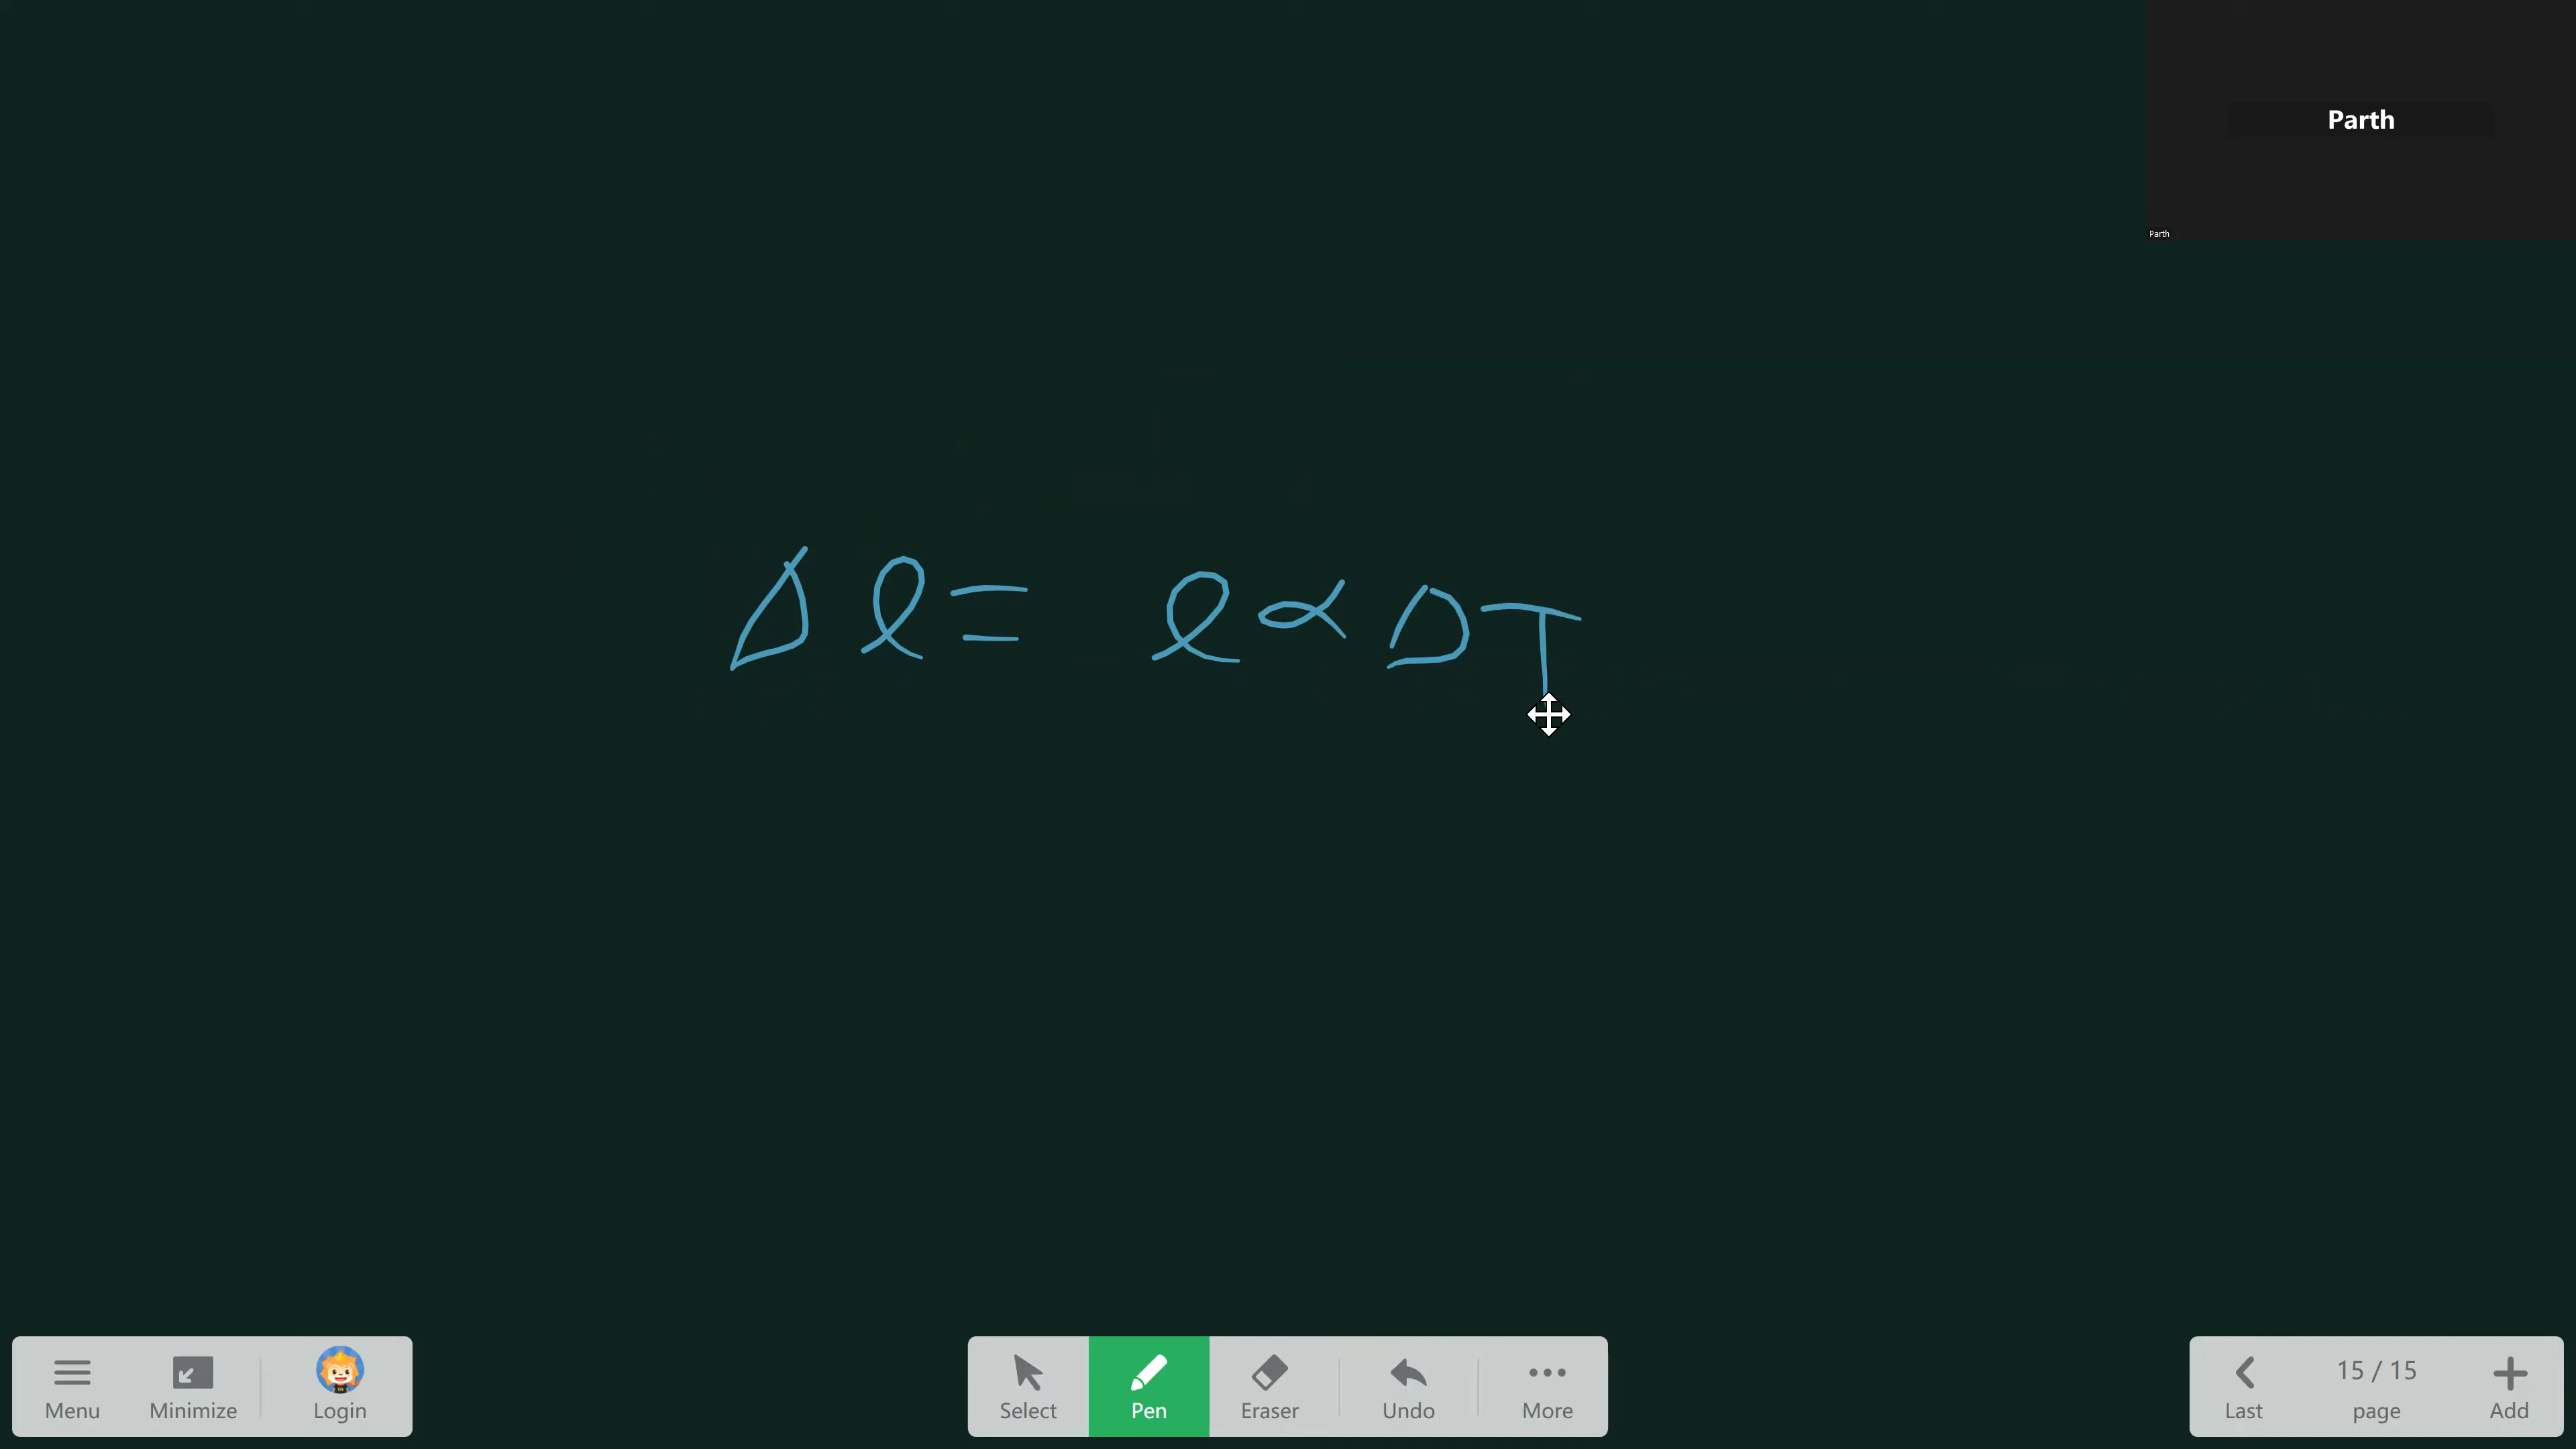 Parth
Parth
Δl = lαΔT
Menu
Minimize
Login
Select
Pen
Eraser
Undo
More
Last
15 / 15
page
Add